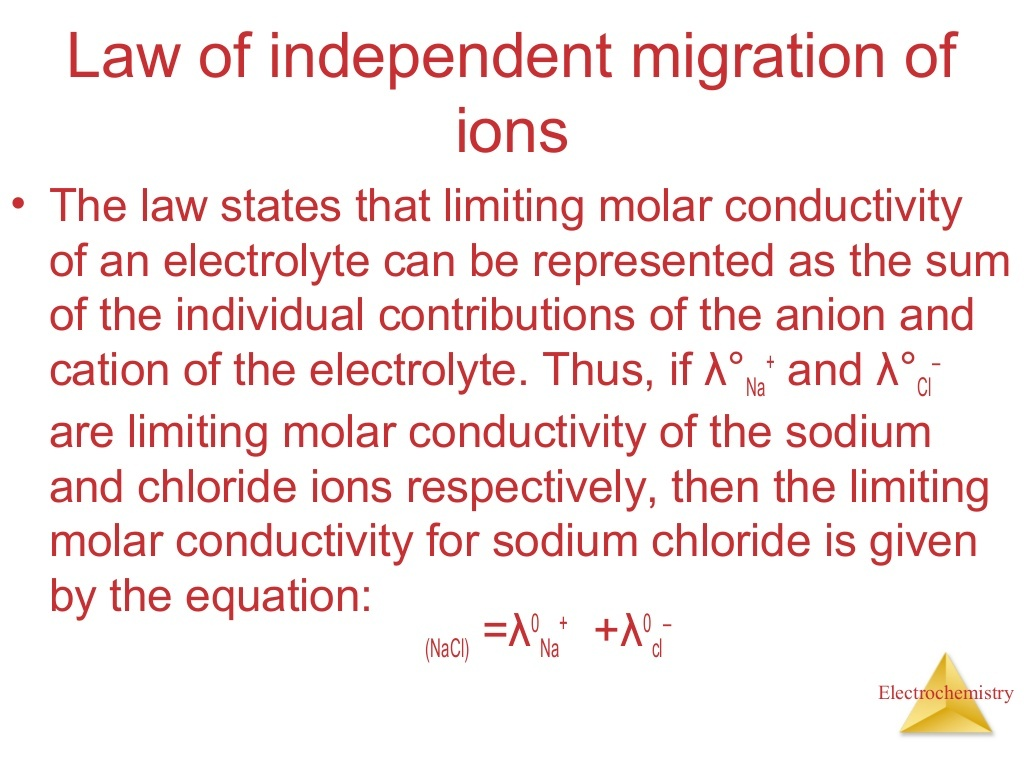 Law of independent migration of
ions
• The law states that limiting molar conductivity
of an electrolyte can be represented as the sum
of the individual contributions of the anion and
cation of the electrolyte. Thus, if λ°Na⁺ and λ°Cl⁻
are limiting molar conductivity of the sodium
and chloride ions respectively, then the limiting
molar conductivity for sodium chloride is given
by the equation:
(NaCl) =λ⁰Na⁺ +λ⁰cl⁻
Electrochemistry